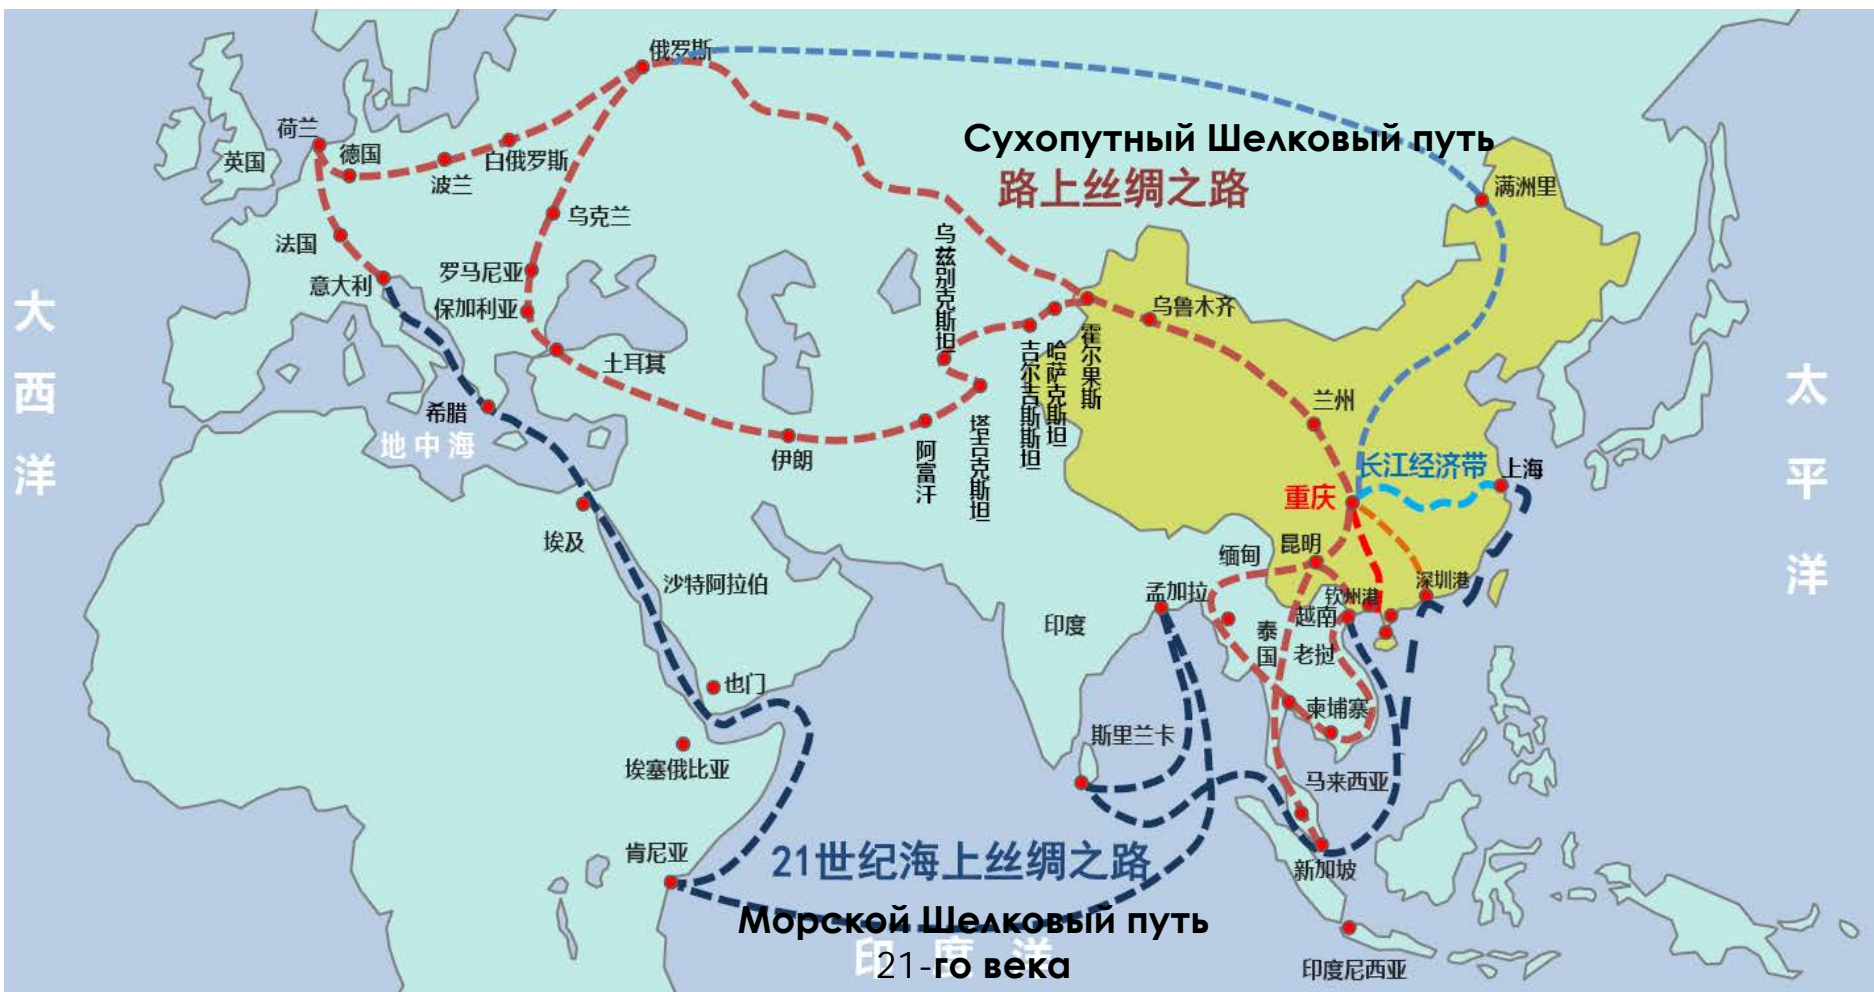 俄罗斯
荷兰
英国
德国
波兰
白俄罗斯
Сухопутный Шелковый путь
路上丝绸之路
满洲里
法国
乌克兰
意大利
罗马尼亚
保加利亚
乌兹别克斯坦
乌鲁木齐
霍尔果斯
哈萨克斯坦
吉尔吉斯斯坦
土耳其
大西洋
太平洋
希腊
地中海
伊朗
阿富汗
塔吉克斯坦
兰州
长江经济带
上海
重庆
埃及
缅甸
昆明
沙特阿拉伯
孟加拉
钦州港
深圳港
印度
越南
泰国
老挝
也门
柬埔寨
斯里兰卡
埃塞俄比亚
马来西亚
肯尼亚
21世纪海上丝绸之路
新加坡
Морской Шелковый путь
印度洋
21-го века
印度尼西亚